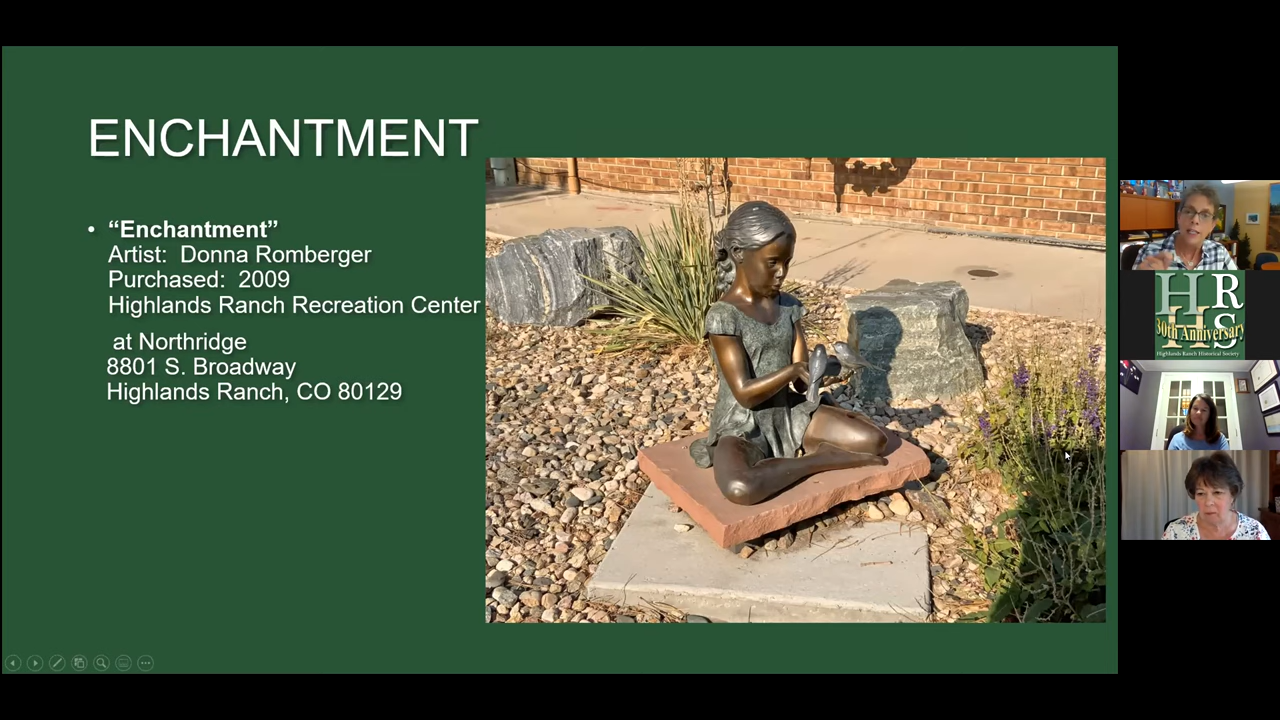 ENCHANTMENT
• “Enchantment”
Artist: Donna Romberger
Purchased: 2009
Highlands Ranch Recreation Center
at Northridge
8801 S. Broadway
Highlands Ranch, CO 80129
H R
H S
30th Anniversary
Highlands Ranch Historical Society